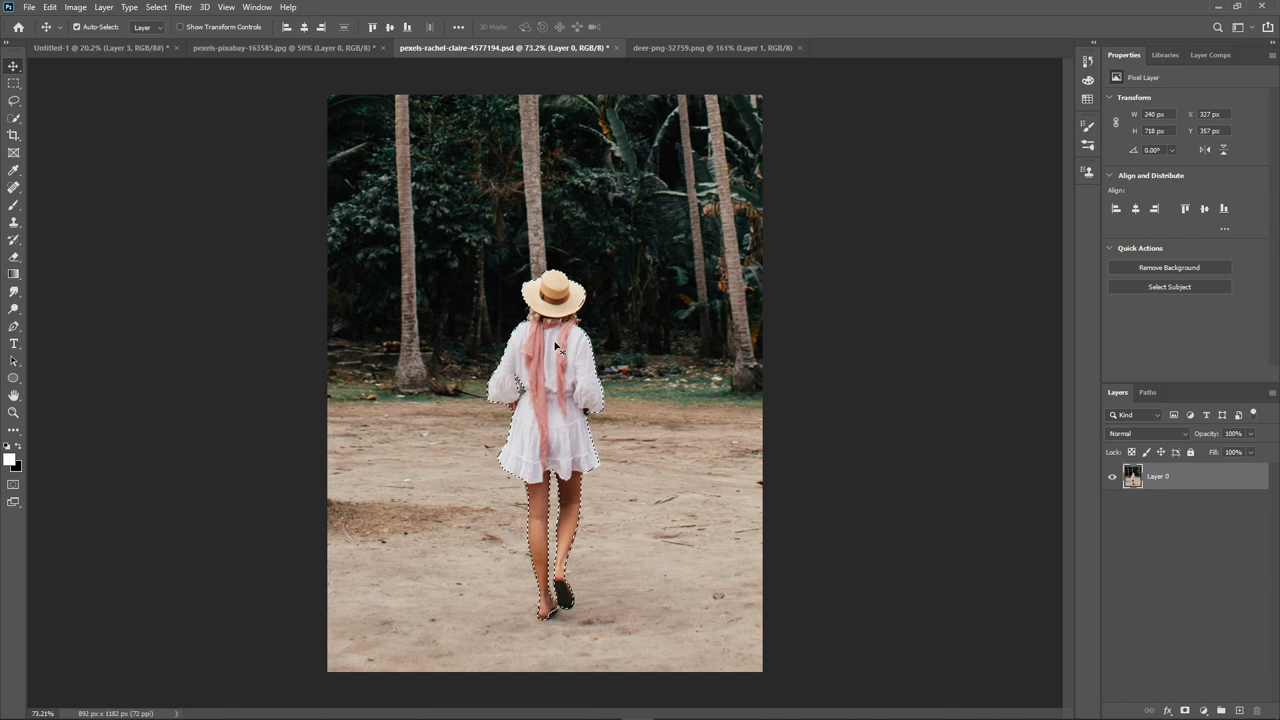 Ps File Edit Image Layer Type Select Filter 3D View Window Help
Auto-Select: Layer Show Transform Controls 3D Mode:
Untitled-1 @ 20.2% (Layer 3, RGB/8#) * × pexels-pixabay-163585.jpg @ 50% (Layer 0, RGB/8) * × pexels-rachel-claire-4577194.psd @ 73.2% (Layer 0, RGB/8) * × deer-png-32759.png @ 161% (Layer 1, RGB/8) ×
Properties Libraries Layer Comps
Pixel Layer
Transform
W 240 px X 327 px
H 718 px Y 357 px
0.00°
Align and Distribute
Align:
Quick Actions
Remove Background
Select Subject
Layers Paths
Kind
Normal Opacity: 100%
Lock: Fill: 100%
Layer 0
73.21% 892 px x 1182 px (72 ppi)